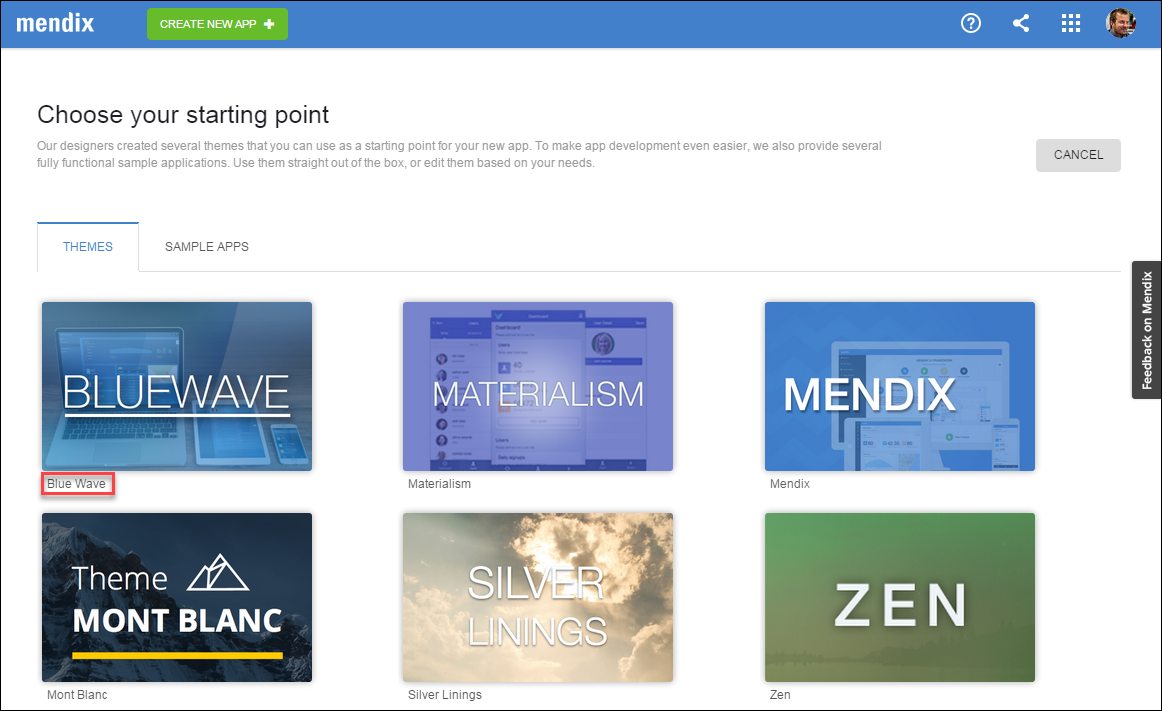 mendix
CREATE NEW APP +
Choose your starting point
Our designers created several themes that you can use as a starting point for your new app. To make app development even easier, we also provide several
fully functional sample applications. Use them straight out of the box, or edit them based on your needs.
CANCEL
THEMES
SAMPLE APPS
Feedback on Mendix
BLUEWAVE
MATERIALISM
MENDIX
Blue Wave
Materialism
Mendix
Theme
MONT BLANC
SILVER
LININGS
ZEN
Mont Blanc
Silver Linings
Zen